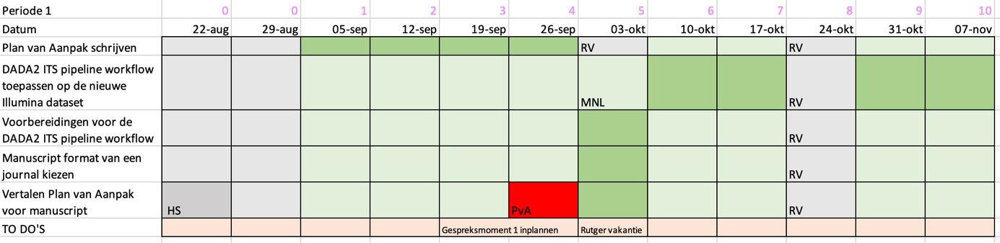 Periode 1 0 0 1 2 3 4 5 6 7 8 9 10
Datum 22-aug 29-aug 05-sep 12-sep 19-sep 26-sep 03-okt 10-okt 17-okt 24-okt 31-okt 07-nov
Plan van Aanpak schrijven RV RV
DADA2 ITS pipeline workflow
toepassen op de nieuwe
Illumina dataset MNL RV
Voorbereidingen voor de
DADA2 ITS pipeline workflow RV
Manuscript format van een
journal kiezen RV
Vertalen Plan van Aanpak
voor manuscript HS PvA RV
TO DO'S Gespreksmoment 1 inplannen Rutger vakantie